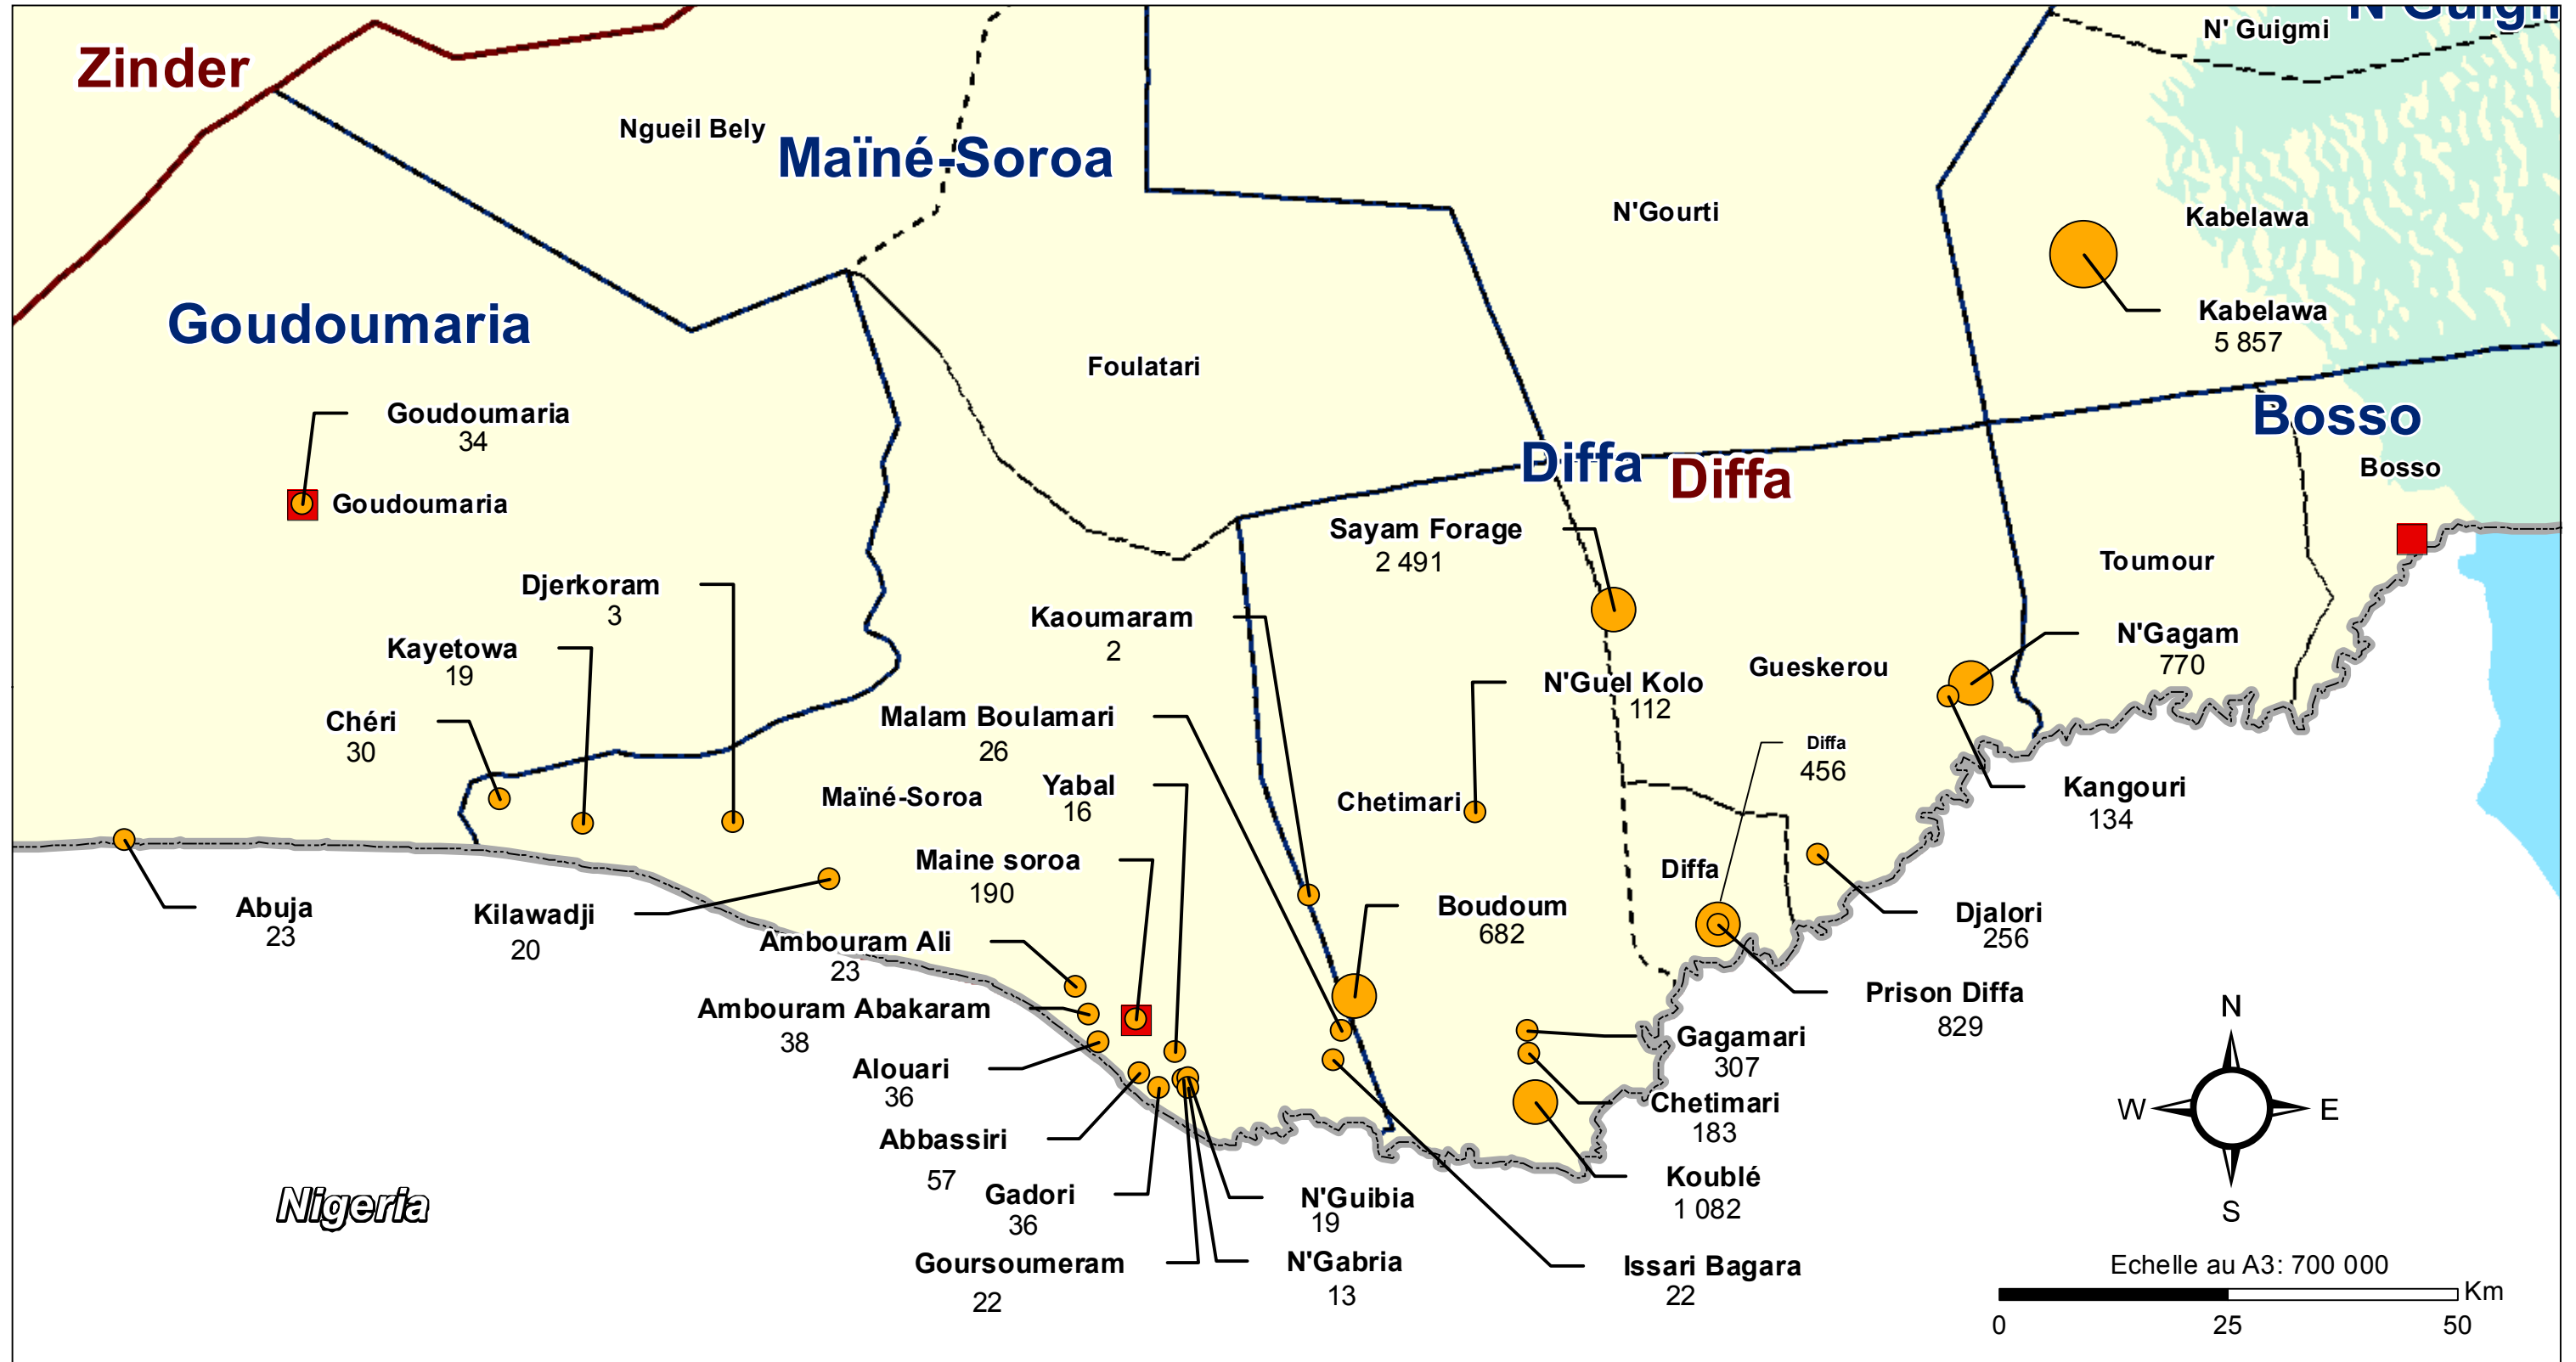 N' Guigmi
N'Guigm
Zinder
Ngueil Bely
Maïné-Soroa
N'Gourti
Kabelawa
Kabelawa
5 857
Goudoumaria
Foulatari
Goudoumaria
34
Goudoumaria
Diffa
Diffa
Bosso
Bosso
Sayam Forage
2 491
Toumour
Djerkoram
3
Kaoumaram
2
N'Gagam
770
Kayetowa
19
Gueskerou
N'Guel Kolo
112
Chéri
30
Malam Boulamari
26
Diffa
456
Yabal
16
Maïné-Soroa
Chetimari
Kangouri
134
Maine soroa
190
Diffa
Abuja
23
Kilawadji
20
Boudoum
682
Djalori
256
Ambouram Ali
23
Prison Diffa
829
Ambouram Abakaram
38
Gagamari
307
Alouari
36
Chetimari
183
Abbassiri
57
Koublé
1 082
Gadori
36
N'Guibia
19
Nigeria
Goursoumeram
22
N'Gabria
13
Issari Bagara
22
N
W
E
S
Echelle au A3: 700 000
Km
0
25
50